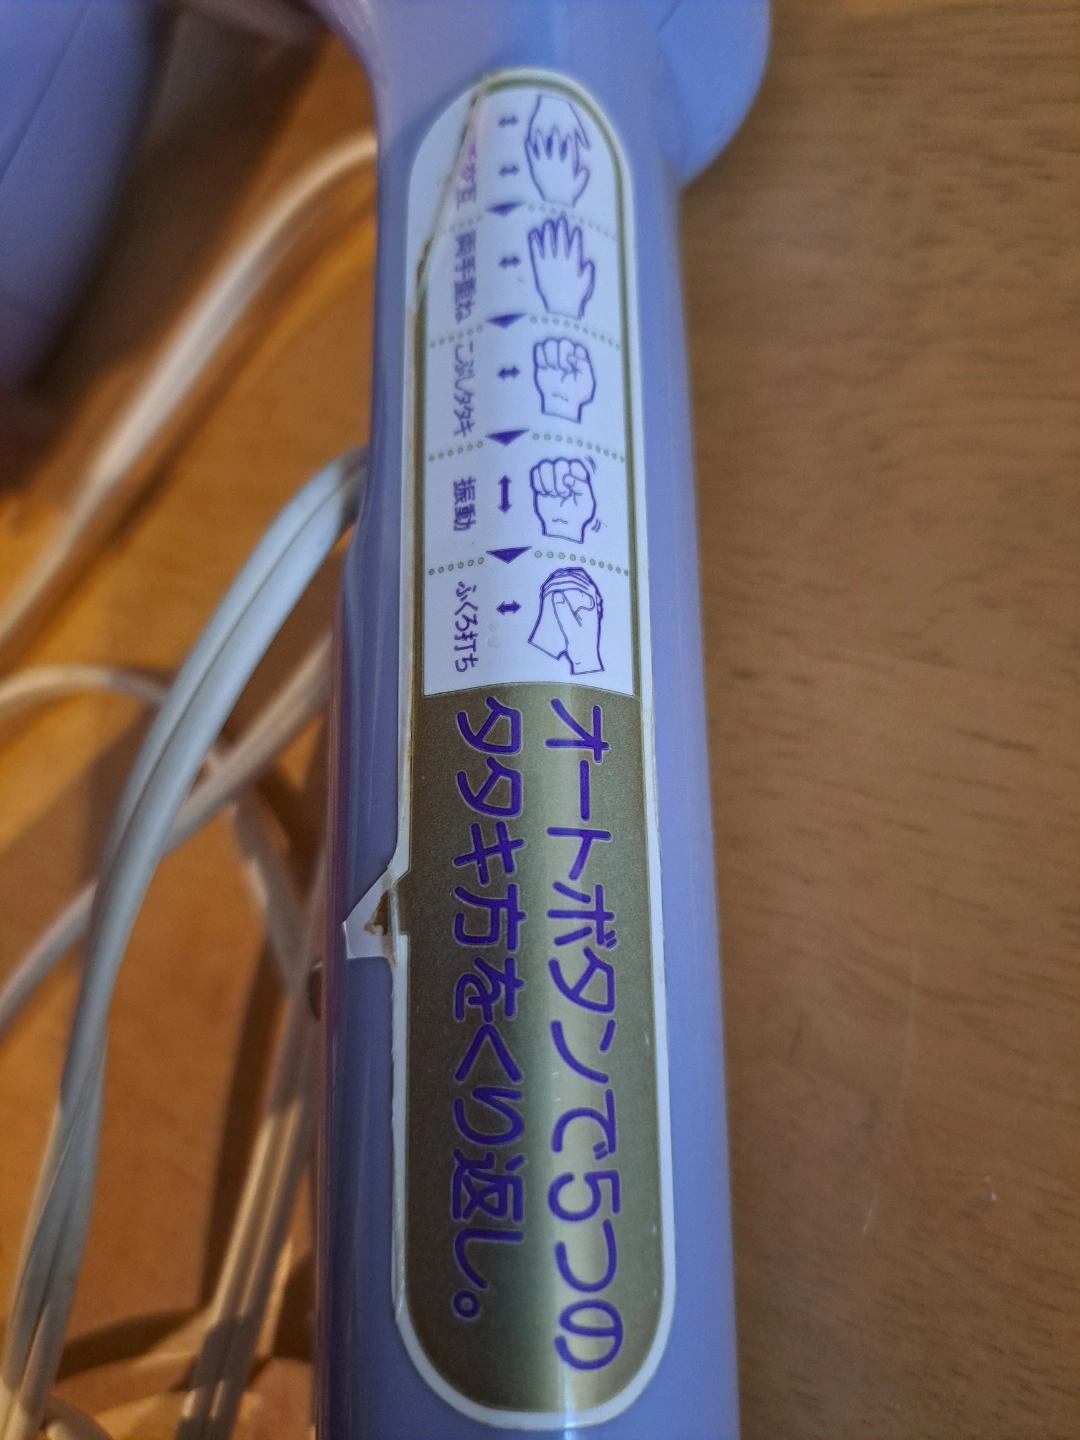 両手重ね
こぶしタタキ
振動
ふくろ打ち
オートボタンで5つの
タタキ方をくり返し。